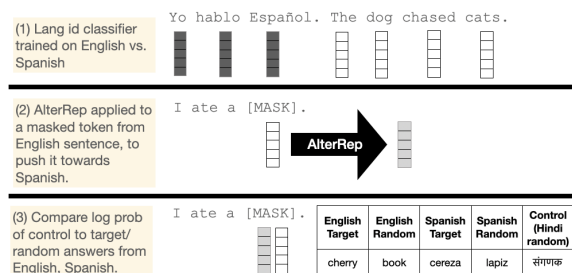 (1) Lang id classifier
trained on English vs.
Spanish
Yo hablo Español. The dog chased cats.
(2) AlterRep applied to
a masked token from
English sentence, to
push it towards
Spanish.
I ate a [MASK].
AlterRep
(3) Compare log prob
of control to target/
random answers from
English, Spanish.
I ate a [MASK].
English Target
English Random
Spanish Target
Spanish Random
Control (Hindi random)
cherry book cereza lapiz संगणक